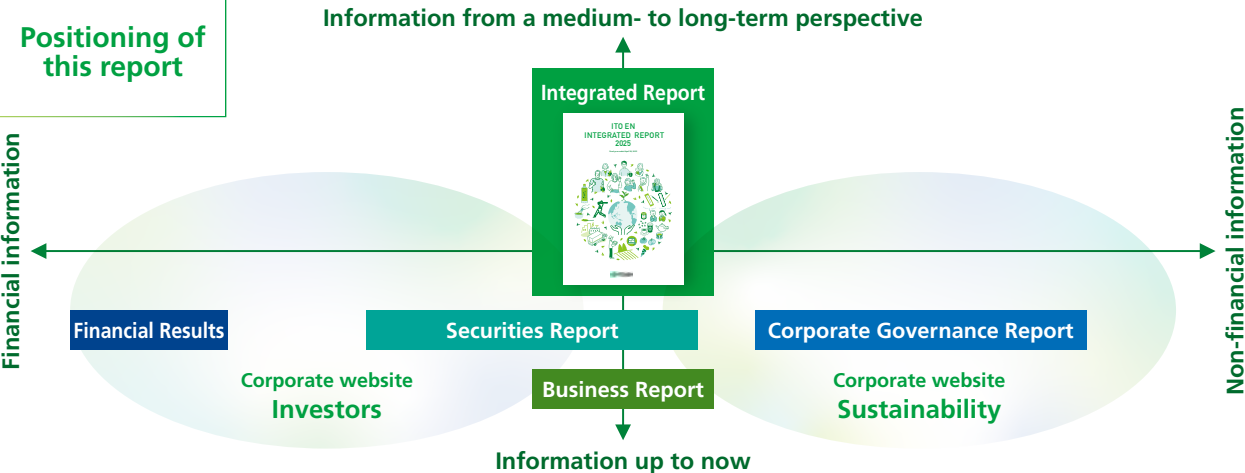 Positioning of
this report
Information from a medium- to long-term perspective
Integrated Report
ITO EN
INTEGRATED REPORT
2025
Financial information
Non-financial information
Financial Results
Securities Report
Corporate Governance Report
Corporate website
Investors
Business Report
Corporate website
Sustainability
Information up to now